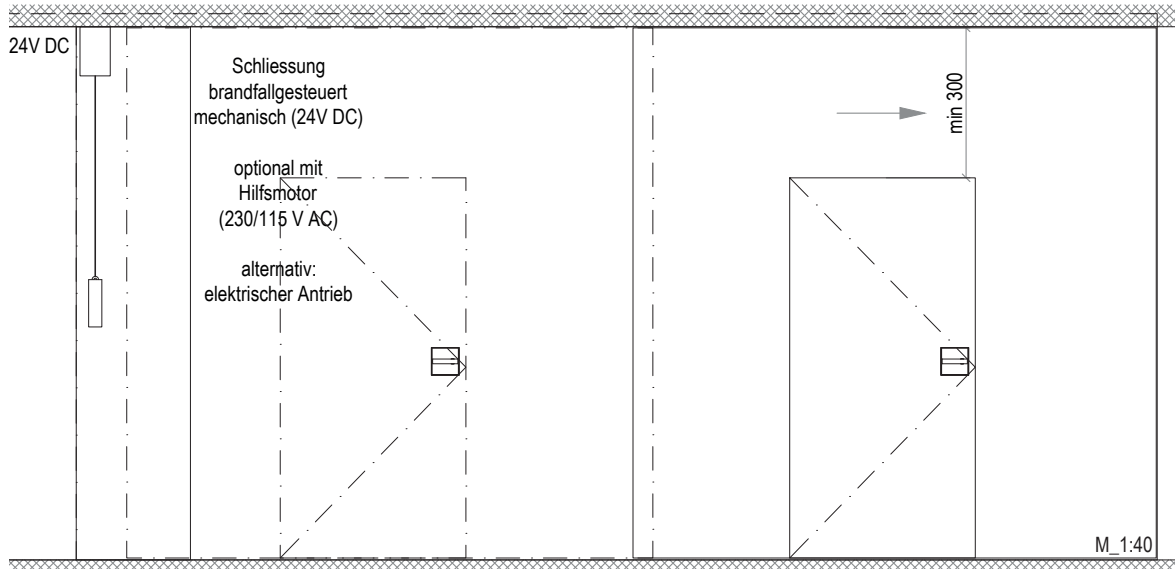 24V DC
Schliessung
brandfallgesteuert
mechanisch (24V DC)
optional mit
Hilfsmotor
(230/115 V AC)
alternativ:
elektrischer Antrieb
min 300
M_1:40